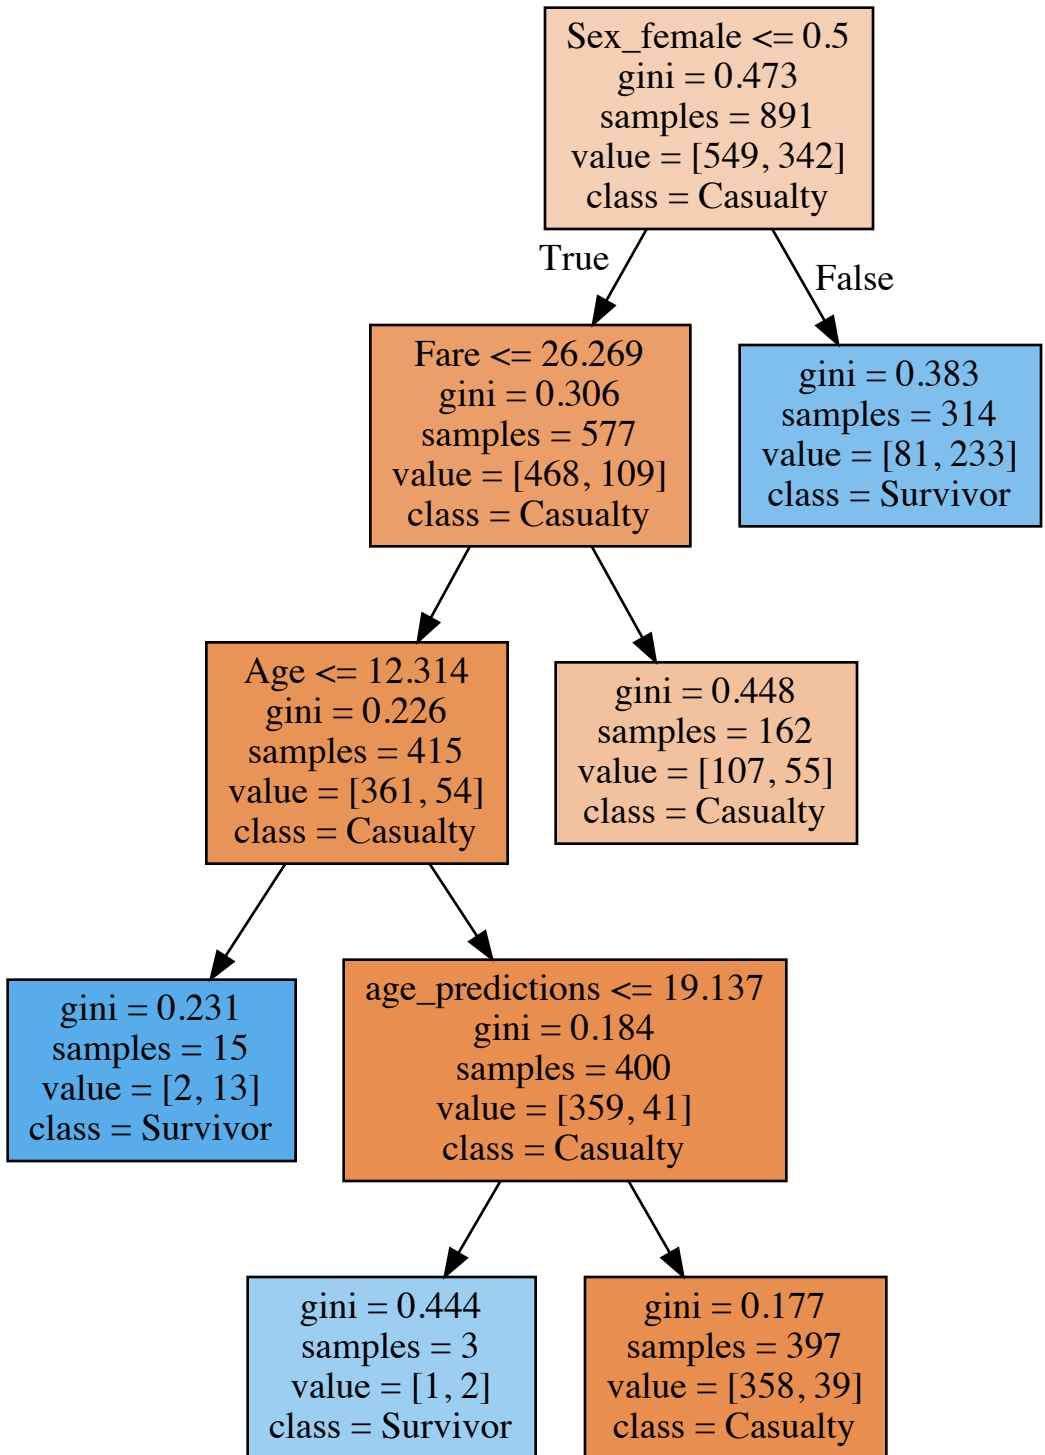 Sex_female <= 0.5
gini = 0.473
samples = 891
value = [549, 342]
class = Casualty
True
False
Fare <= 26.269
gini = 0.306
samples = 577
value = [468, 109]
class = Casualty
gini = 0.383
samples = 314
value = [81, 233]
class = Survivor
Age <= 12.314
gini = 0.226
samples = 415
value = [361, 54]
class = Casualty
gini = 0.448
samples = 162
value = [107, 55]
class = Casualty
gini = 0.231
samples = 15
value = [2, 13]
class = Survivor
age_predictions <= 19.137
gini = 0.184
samples = 400
value = [359, 41]
class = Casualty
gini = 0.444
samples = 3
value = [1, 2]
class = Survivor
gini = 0.177
samples = 397
value = [358, 39]
class = Casualty